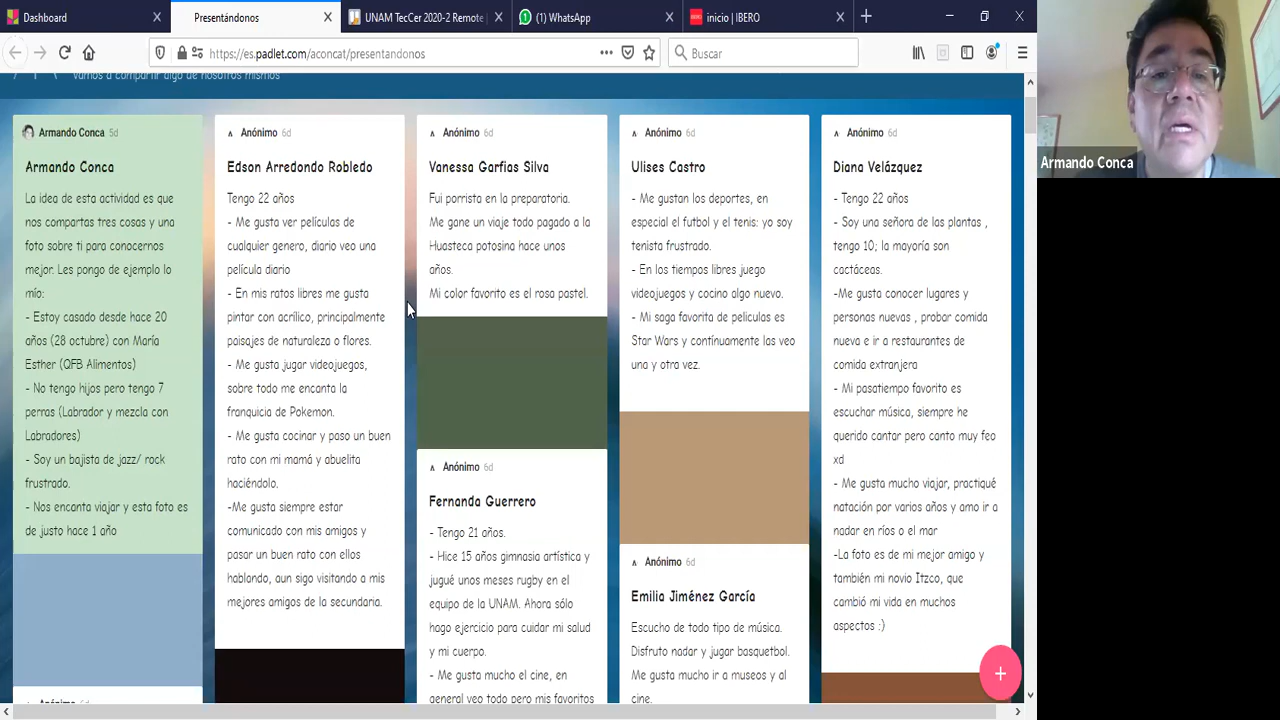 Dashboard
Presentándonos
UNAM TecCer 2020-2 Remote
(1) WhatsApp
inicio | IBERO
https://es.padlet.com/aconcat/presentandonos
Buscar
Vamos a compartir algo de nosotros mismos
Armando Conca 5d
Armando Conca
La idea de esta actividad es que
nos compartas tres cosas y una
foto sobre ti para conocernos
mejor. Les pongo de ejemplo lo
mío:
- Estoy casado desde hace 20
años (28 octubre) con María
Esther (QFB Alimentos)
- No tengo hijos pero tengo 7
perras (Labrador y mezcla con
Labradores)
- Soy un bajista de jazz/ rock
frustrado.
- Nos encanta viajar y esta foto es
de justo hace 1 año
Anónimo 6d
Anónimo 6d
Edson Arredondo Robledo
Tengo 22 años
- Me gusta ver películas de
cualquier genero, diario veo una
película diario
- En mis ratos libres me gusta
pintar con acrílico, principalmente
paisajes de naturaleza o flores.
- Me gusta jugar videojuegos,
sobre todo me encanta la
franquicia de Pokemon.
- Me gusta cocinar y paso un buen
rato con mi mamá y abuelita
haciéndolo.
-Me gusta siempre estar
comunicado con mis amigos y
pasar un buen rato con ellos
hablando, aun sigo visitando a mis
mejores amigos de la secundaria.
Anónimo 6d
Vanessa Garfias Silva
Fui porrista en la preparatoria.
Me gane un viaje todo pagado a la
Huasteca potosina hace unos
años.
Mi color favorito es el rosa pastel.
Anónimo 6d
Fernanda Guerrero
- Tengo 21 años.
- Hice 15 años gimnasia artística y
jugué unos meses rugby en el
equipo de la UNAM. Ahora sólo
hago ejercicio para cuidar mi salud
y mi cuerpo.
- Me gusta mucho el cine, en
general veo todo pero mis favoritos
Anónimo 6d
Ulises Castro
- Me gustan los deportes, en
especial el futbol y el tenis: yo soy
tenista frustrado.
- En los tiempos libres juego
videojuegos y cocino algo nuevo.
- Mi saga favorita de peliculas es
Star Wars y contínuamente las veo
una y otra vez.
Anónimo 6d
Emilia Jiménez García
Escucho de todo tipo de música.
Disfruto nadar y jugar basquetbol.
Me gusta mucho ir a museos y al
cine.
Anónimo 6d
Diana Velázquez
- Tengo 22 años
- Soy una señora de las plantas ,
tengo 10; la mayoría son
cactáceas.
-Me gusta conocer lugares y
personas nuevas , probar comida
nueva e ir a restaurantes de
comida extranjera
- Mi pasatiempo favorito es
escuchar música, siempre he
querido cantar pero canto muy feo
xd
- Me gusta mucho viajar, practiqué
natación por varios años y amo ir a
nadar en ríos o el mar
-La foto es de mi mejor amigo y
también mi novio Itzco, que
cambió mi vida en muchos
aspectos :)
Armando Conca